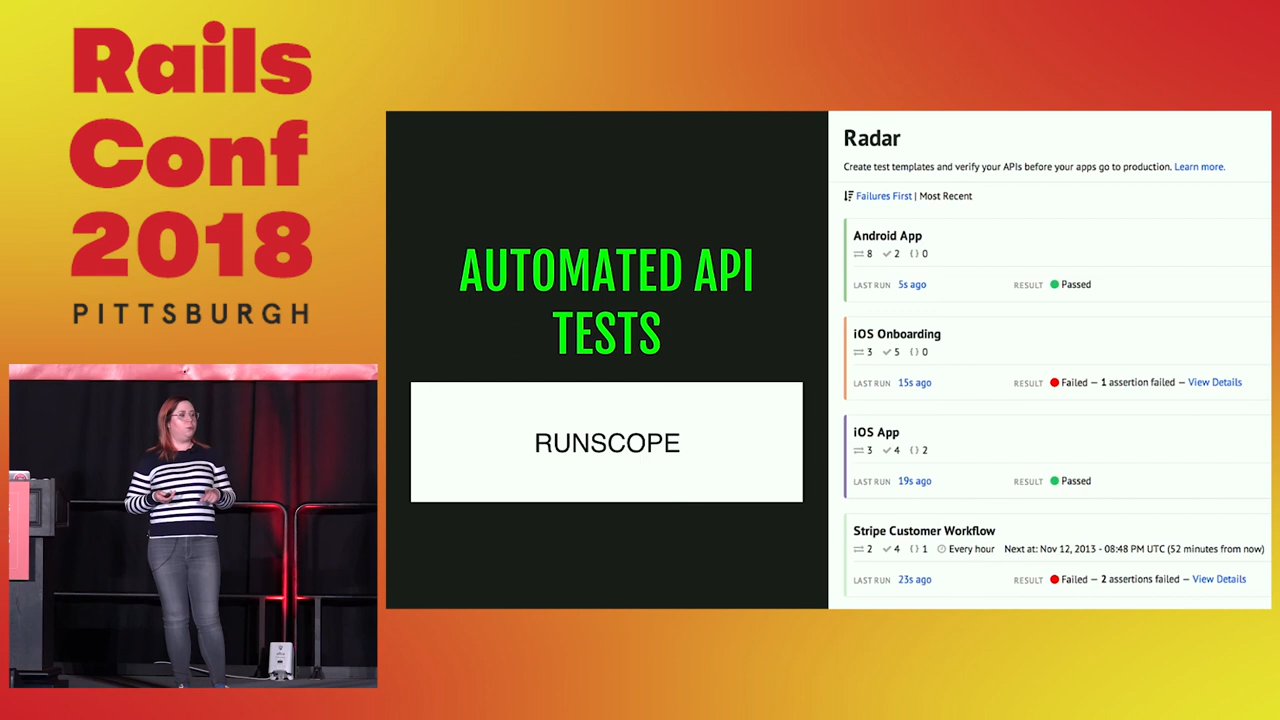 Rails
Conf
2018
PITTSBURGH
AUTOMATED API
TESTS
RUNSCOPE
Radar
Create test templates and verify your APIs before your apps go to production. Learn more.
Failures First | Most Recent
Android App
8 2 {} 0
LAST RUN 5s ago RESULT Passed
iOS Onboarding
3 5 {} 0
LAST RUN 15s ago RESULT Failed — 1 assertion failed — View Details
iOS App
3 4 {} 2
LAST RUN 19s ago RESULT Passed
Stripe Customer Workflow
2 4 {} 1 Every hour Next at: Nov 12, 2013 - 08:48 PM UTC (52 minutes from now)
LAST RUN 23s ago RESULT Failed — 2 assertions failed — View Details